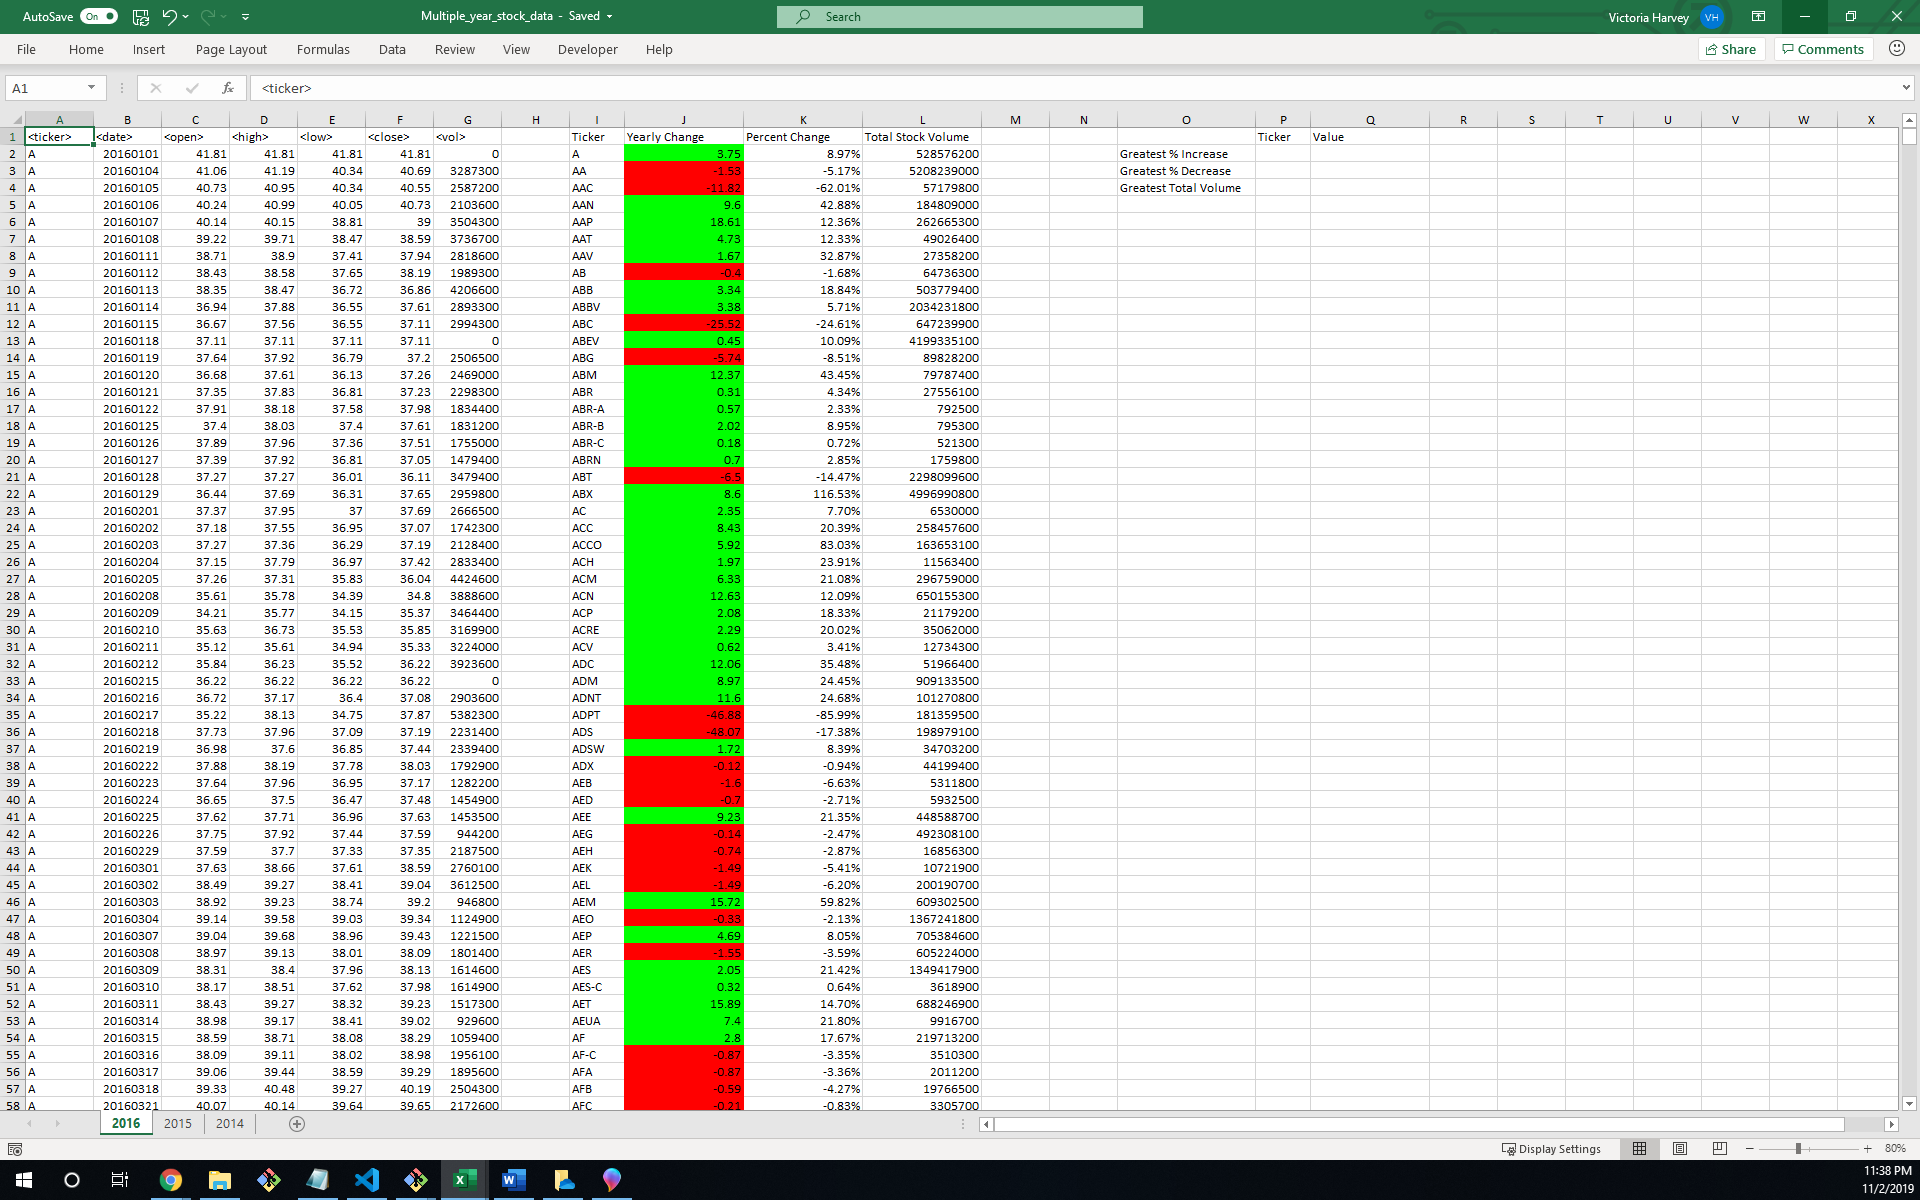 AutoSave On Multiple_year_stock_data - Saved Search Victoria Harvey VH
File Home Insert Page Layout Formulas Data Review View Developer Help Share Comments
A1 fx <ticker>
A B C D E F G H I J K L M N O P Q R S T U V W X
1 <ticker> <date> <open> <high> <low> <close> <vol> Ticker Yearly Change Percent Change Total Stock Volume Ticker Value
2 A 20160101 41.81 41.81 41.81 41.81 0 A 3.75 8.97% 528576200 Greatest % Increase
3 A 20160104 41.06 41.19 40.34 40.69 3287300 AA -1.53 -5.17% 5208239000 Greatest % Decrease
4 A 20160105 40.73 40.95 40.34 40.55 2587200 AAC -11.82 -62.01% 57179800 Greatest Total Volume
5 A 20160106 40.24 40.99 40.05 40.73 2103600 AAN 9.6 42.88% 184809000
6 A 20160107 40.14 40.15 38.81 39 3504300 AAP 18.61 12.36% 262665300
7 A 20160108 39.22 39.71 38.47 38.59 3736700 AAT 4.73 12.33% 49026400
8 A 20160111 38.71 38.9 37.41 37.94 2818600 AAV 1.67 32.87% 27358200
9 A 20160112 38.43 38.58 37.65 38.19 1989300 AB -0.4 -1.68% 64736300
10 A 20160113 38.35 38.47 36.72 36.86 4206600 ABB 3.34 18.84% 503779400
11 A 20160114 36.94 37.88 36.55 37.61 2893300 ABBV 3.38 5.71% 2034231800
12 A 20160115 36.67 37.56 36.55 37.11 2994300 ABC -25.52 -24.61% 647239900
13 A 20160118 37.11 37.11 37.11 37.11 0 ABEV 0.45 10.09% 4199335100
14 A 20160119 37.64 37.92 36.79 37.2 2506500 ABG -5.74 -8.51% 89828200
15 A 20160120 36.68 37.61 36.13 37.26 2469000 ABM 12.37 43.45% 79787400
16 A 20160121 37.35 37.83 36.81 37.23 2298300 ABR 0.31 4.34% 27556100
17 A 20160122 37.91 38.18 37.58 37.98 1834400 ABR-A 0.57 2.33% 792500
18 A 20160125 37.4 38.03 37.4 37.61 1831200 ABR-B 2.02 8.95% 795300
19 A 20160126 37.89 37.96 37.36 37.51 1755000 ABR-C 0.18 0.72% 521300
20 A 20160127 37.39 37.92 36.81 37.05 1479400 ABRN 0.7 2.85% 1759800
21 A 20160128 37.27 37.27 36.01 36.11 3479400 ABT -6.5 -14.47% 2298099600
22 A 20160129 36.44 37.69 36.31 37.65 2959800 ABX 8.6 116.53% 4996990800
23 A 20160201 37.37 37.95 37 37.69 2666500 AC 2.35 7.70% 6530000
24 A 20160202 37.18 37.55 36.95 37.07 1742300 ACC 8.43 20.39% 258457600
25 A 20160203 37.27 37.36 36.29 37.19 2128400 ACCO 5.92 83.03% 163653100
26 A 20160204 37.15 37.79 36.97 37.42 2833400 ACH 1.97 23.91% 11563400
27 A 20160205 37.26 37.31 35.83 36.04 4424600 ACM 6.33 21.08% 296759000
28 A 20160208 35.61 35.78 34.39 34.8 3888600 ACN 12.63 12.09% 650155300
29 A 20160209 34.21 35.77 34.15 35.37 3464400 ACP 2.08 18.33% 21179200
30 A 20160210 35.63 36.73 35.53 35.85 3169900 ACRE 2.29 20.02% 35062000
31 A 20160211 35.12 35.61 34.94 35.33 3224000 ACV 0.62 3.41% 12734300
32 A 20160212 35.84 36.23 35.52 36.22 3923600 ADC 12.06 35.48% 51966400
33 A 20160215 36.22 36.22 36.22 36.22 0 ADM 8.97 24.45% 909133500
34 A 20160216 36.72 37.17 36.4 37.08 2903600 ADNT 11.6 24.68% 101270800
35 A 20160217 35.22 38.13 34.75 37.87 5382300 ADPT -46.88 -85.99% 181359500
36 A 20160218 37.73 37.96 37.09 37.19 2231400 ADS -48.07 -17.38% 198979100
37 A 20160219 36.98 37.6 36.85 37.44 2339400 ADSW 1.72 8.39% 34703200
38 A 20160222 37.88 38.19 37.78 38.03 1792900 ADX -0.12 -0.94% 44199400
39 A 20160223 37.64 37.96 36.95 37.17 1282200 AEB -1.6 -6.63% 5311800
40 A 20160224 36.65 37.5 36.47 37.48 1454900 AED -0.7 -2.71% 5932500
41 A 20160225 37.62 37.71 36.96 37.63 1453500 AEE 9.23 21.35% 448588700
42 A 20160226 37.75 37.92 37.44 37.59 944200 AEG -0.14 -2.47% 492308100
43 A 20160229 37.59 37.7 37.33 37.35 2187500 AEH -0.74 -2.87% 16856300
44 A 20160301 37.63 38.66 37.61 38.59 2760100 AEK -1.49 -5.41% 10721900
45 A 20160302 38.49 39.27 38.41 39.04 3612500 AEL -1.49 -6.20% 200190700
46 A 20160303 38.92 39.23 38.74 39.2 946800 AEM 15.72 59.82% 609302500
47 A 20160304 39.14 39.58 39.03 39.34 1124900 AEO -0.33 -2.13% 1367241800
48 A 20160307 39.04 39.68 38.96 39.43 1221500 AEP 4.69 8.05% 705384600
49 A 20160308 38.97 39.13 38.01 38.09 1801400 AER -1.55 -3.59% 605224000
50 A 20160309 38.31 38.4 37.96 38.13 1614600 AES 2.05 21.42% 1349417900
51 A 20160310 38.17 38.51 37.62 37.98 1614900 AES-C 0.32 0.64% 3618900
52 A 20160311 38.43 39.27 38.32 39.23 1517300 AET 15.89 14.70% 688246900
53 A 20160314 38.98 39.17 38.41 39.02 929600 AEUA 7.4 21.80% 9916700
54 A 20160315 38.59 38.71 38.08 38.29 1059400 AF 2.8 17.67% 219713200
55 A 20160316 38.09 39.11 38.02 38.98 1956100 AF-C -0.87 -3.35% 3510300
56 A 20160317 39.06 39.44 38.59 39.29 1895600 AFA -0.87 -3.36% 2011200
57 A 20160318 39.33 40.48 39.27 40.19 2504300 AFB -0.59 -4.27% 19766500
58 A 20160321 40.07 40.14 39.64 39.65 2172600 AFC -0.21 -0.83% 3305700
2016 2015 2014
Display Settings 80%
11:38 PM
11/2/2019